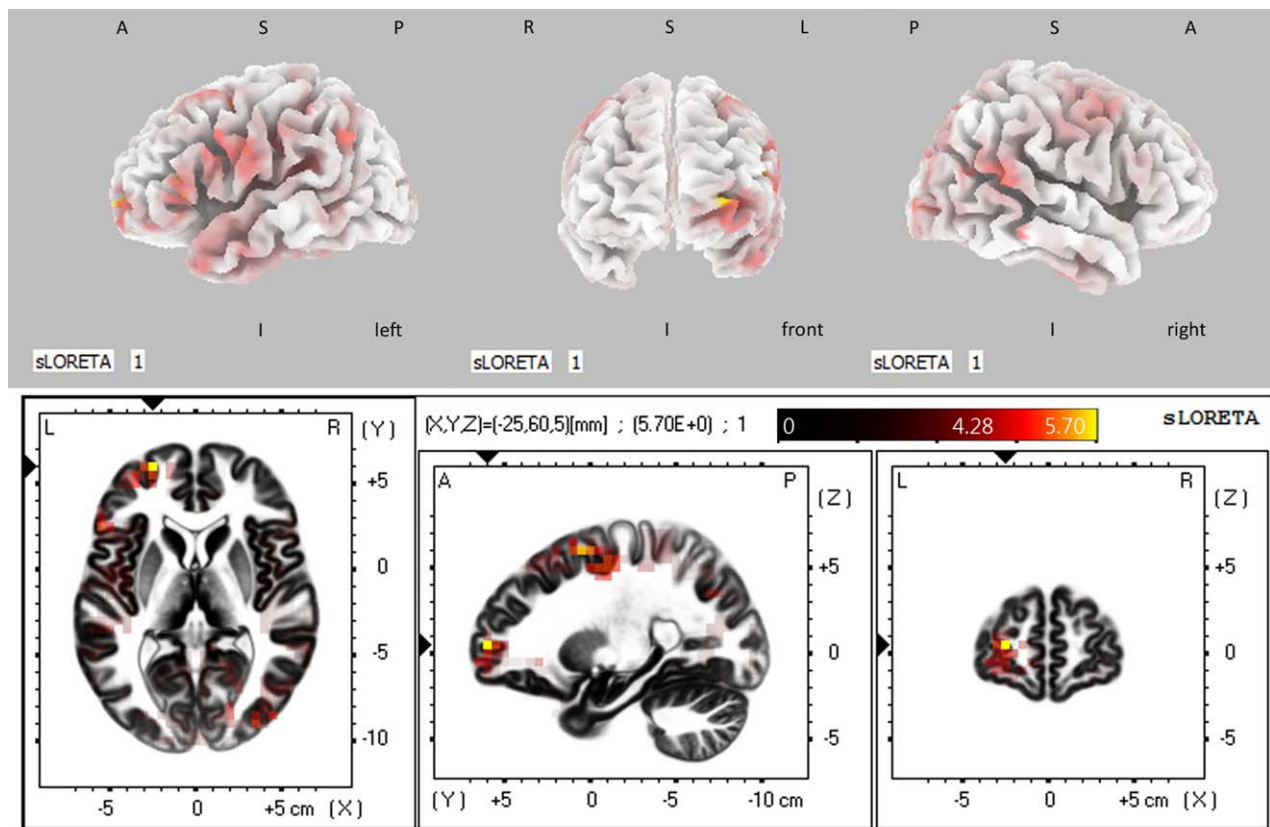 A S P R S L P S A
I left I front I right
sLORETA 1 sLORETA 1 sLORETA 1
(X,Y,Z)=(-25,60,5)[mm] ; (5.70E+0) ; 1 0 4.28 5.70 sLORETA
L R (Y)
+5
0
-5
-10
-5 0 +5 cm (X)
A P (Z)
+5
0
-5
(Y) +5 0 -5 -10 cm
L R (Z)
+5
0
-5
-5 0 +5 cm (X)